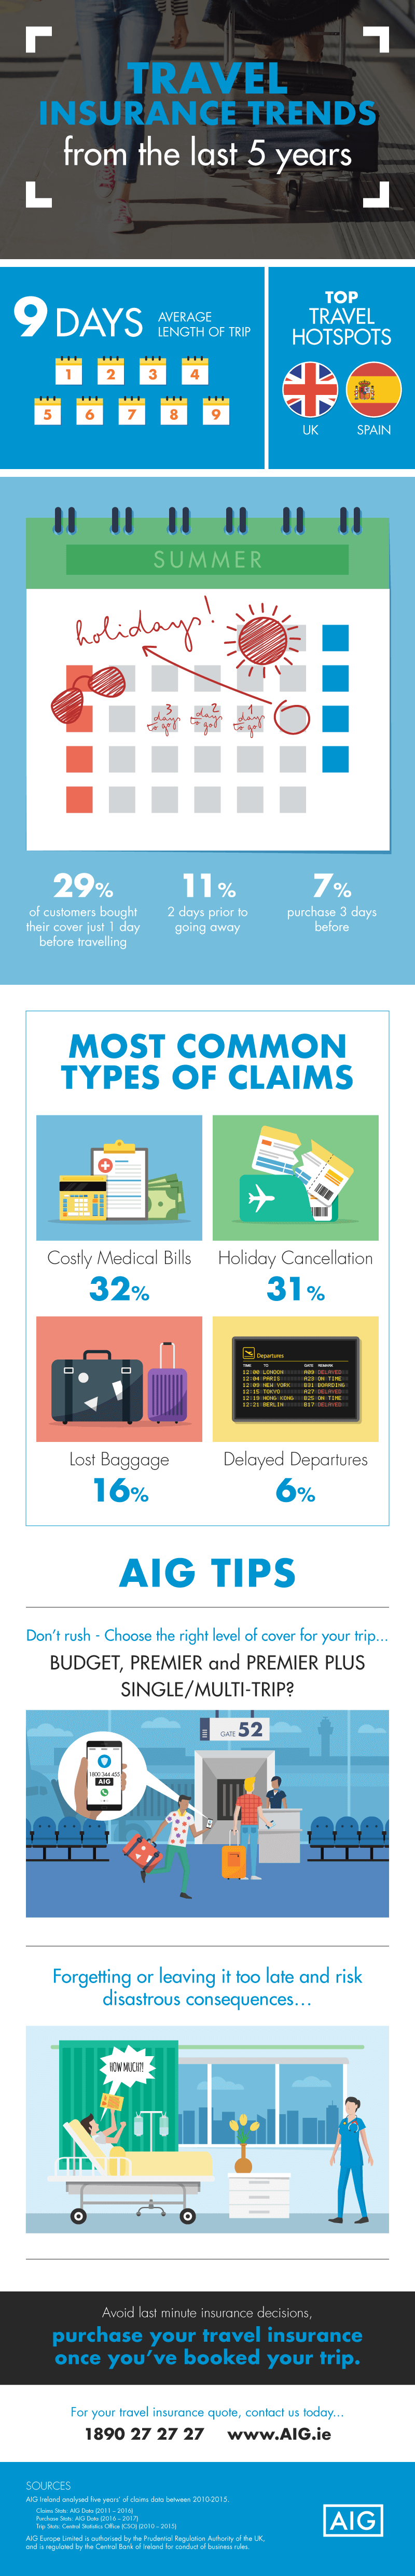 TRAVEL
INSURANCE TRENDS
from the last 5 years
9 DAYS
AVERAGE
LENGTH OF TRIP
1 2 3 4
5 6 7 8 9
TOP
TRAVEL
HOTSPOTS
UK SPAIN
SUMMER
holidays!
3 days to go!
2 days to go!
1 day to go!
29%
of customers bought
their cover just 1 day
before travelling
11%
2 days prior to
going away
7%
purchase 3 days
before
MOST COMMON
TYPES OF CLAIMS
Costly Medical Bills
32%
Holiday Cancellation
31%
Departures
TIME TO GATE REMARK
12:00 LONDON A09 DELAYED
12:04 PARIS A23 ON TIME
12:09 NEW YORK B31 BOARDING
12:15 TOKYO A27 DELAYED
12:19 HONG KONG B25 ON TIME
12:21 BERLIN B17 DELAYED
Lost Baggage
16%
Delayed Departures
6%
AIG TIPS
Don't rush - Choose the right level of cover for your trip...
BUDGET, PREMIER and PREMIER PLUS
SINGLE/MULTI-TRIP?
GATE 52
1800 344 455
AIG
Forgetting or leaving it too late and risk
disastrous consequences...
HOW MUCH?!
Avoid last minute insurance decisions,
purchase your travel insurance
once you've booked your trip.
For your travel insurance quote, contact us today...
1890 27 27 27 www.AIG.ie
SOURCES
AIG Ireland analysed five years' of claims data between 2010-2015.
Claims Stats: AIG Data (2011 – 2016)
Purchase Stats: AIG Data (2016 – 2017)
Trip Stats: Central Statistics Office (CSO) (2010 – 2015)
AIG Europe Limited is authorised by the Prudential Regulation Authority of the UK,
and is regulated by the Central Bank of Ireland for conduct of business rules.
AIG